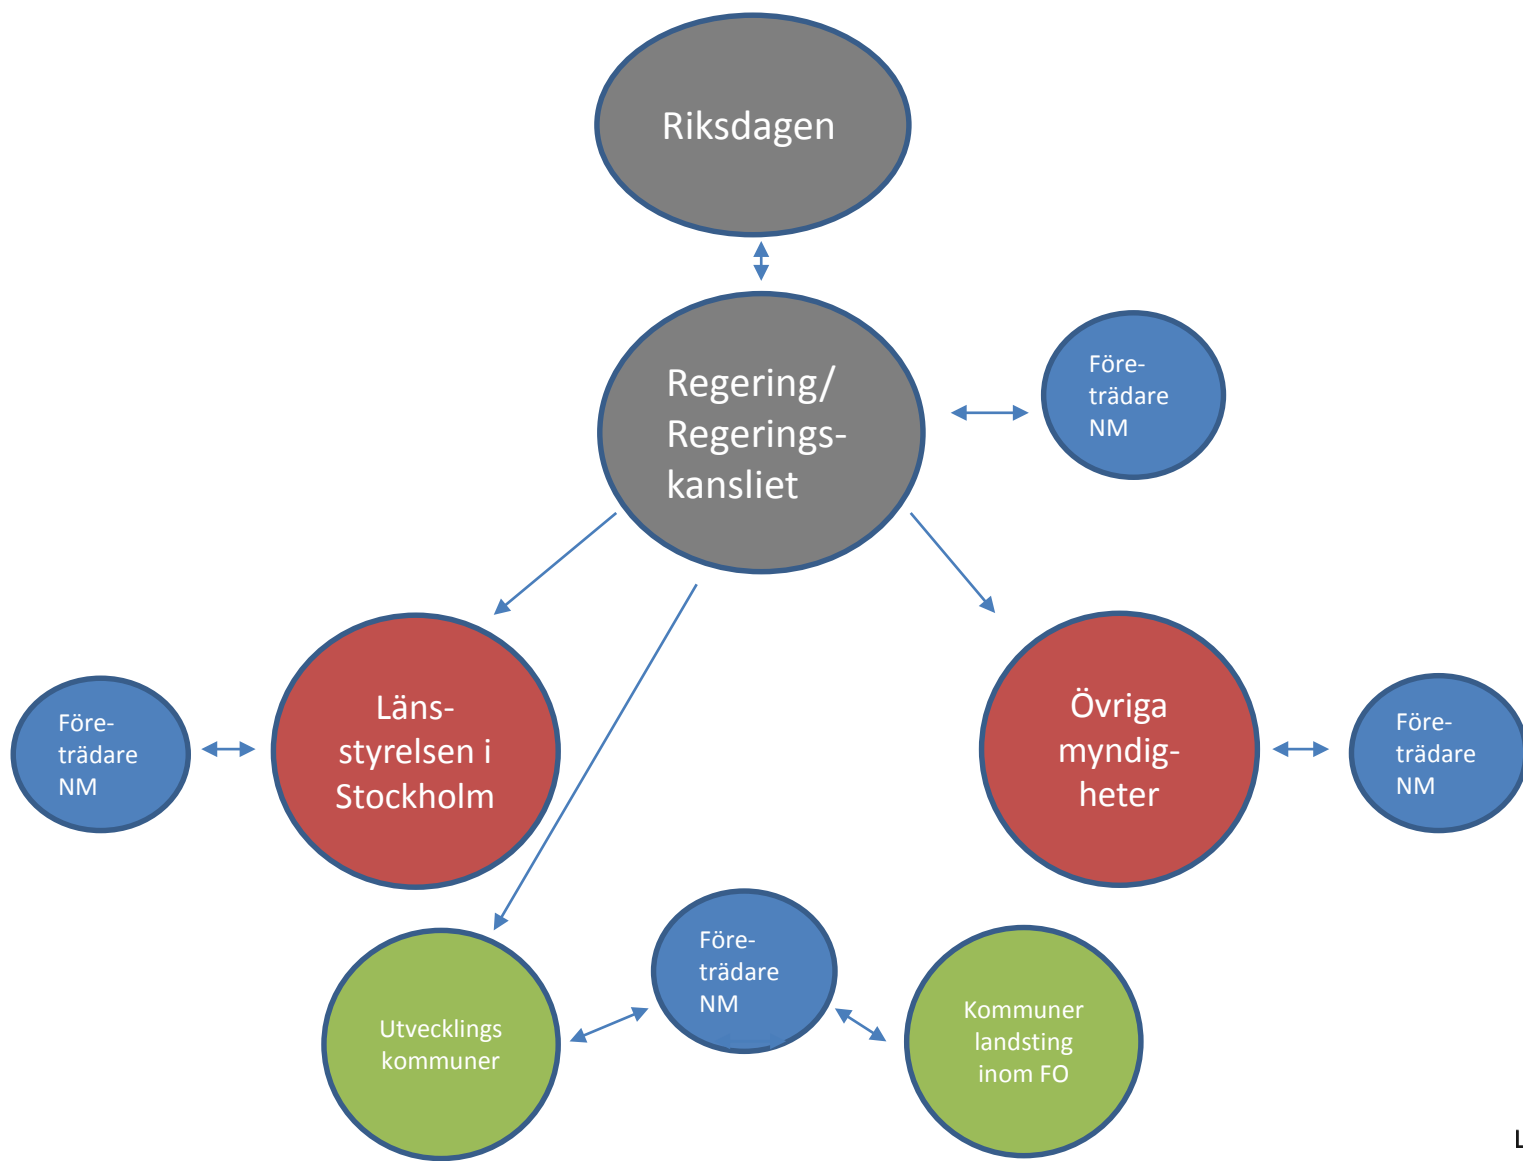 Riksdagen
Regering/
Regerings-
kansliet
Före-
trädare
NM
Läns-
styrelsen i
Stockholm
Före-
trädare
NM
Övriga
myndig-
heter
Före-
trädare
NM
Före-
trädare
NM
Utvecklings
kommuner
Kommuner
landsting
inom FO
L